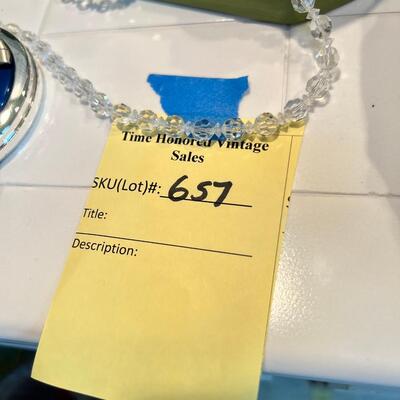 Time Honored Vintage
Sales
SKU(Lot)#: 657
Title:
Description: